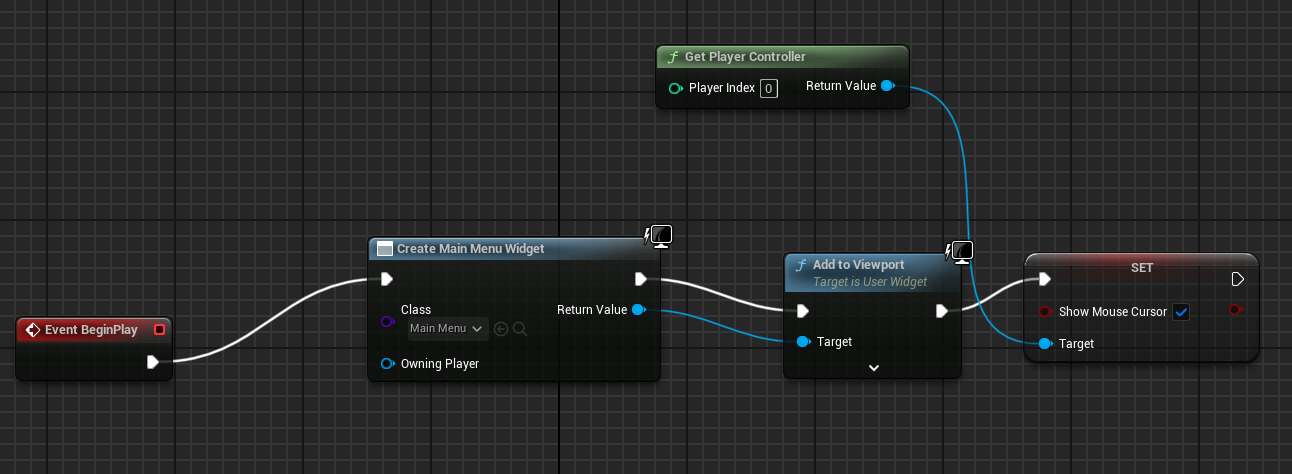 Get Player Controller
Player Index 0 Return Value
Create Main Menu Widget
Class
Main Menu
Return Value
Owning Player
Event BeginPlay
Add to Viewport
Target is User Widget
Target
SET
Show Mouse Cursor
Target